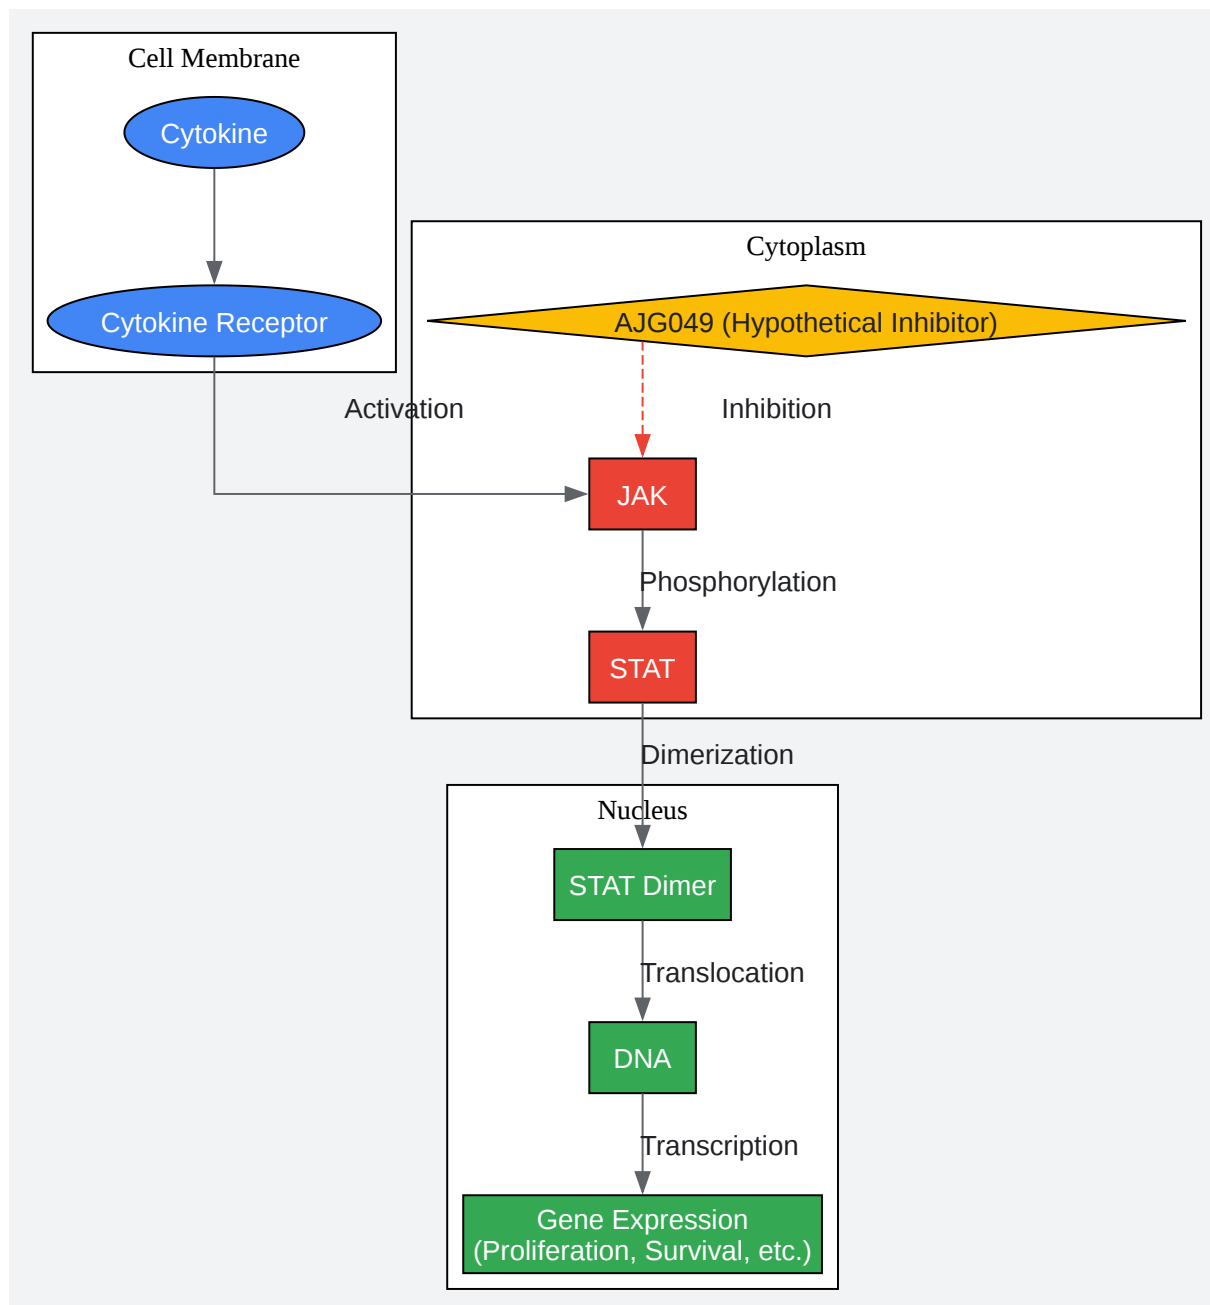 Cell Membrane
Cytokine
Cytoplasm
Cytokine Receptor
AJG049 (Hypothetical Inhibitor)
Activation
Inhibition
JAK
Phosphorylation
STAT
Dimerization
Nucleus
STAT Dimer
Translocation
DNA
Transcription
Gene Expression
(Proliferation, Survival, etc.)